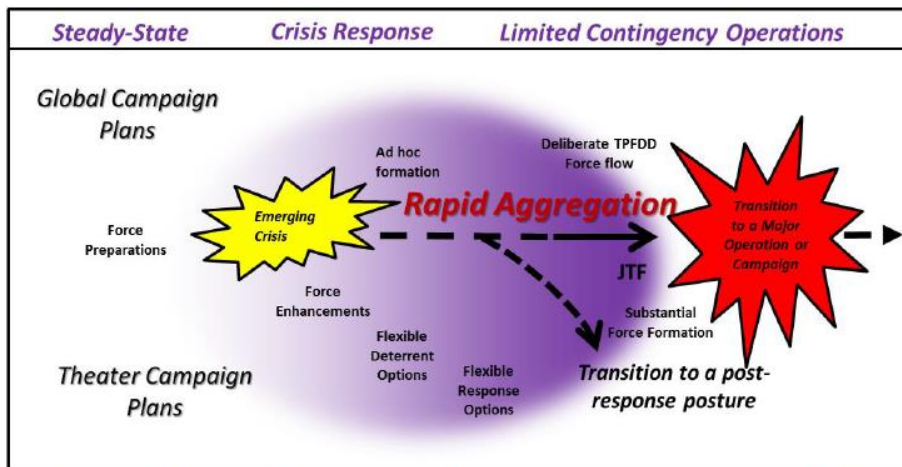 Steady-State Crisis Response Limited Contingency Operations
Global Campaign
Plans
Ad hoc
formation
Deliberate TPFDD
Force flow
Rapid Aggregation
Emerging
Crisis
Transition
to a Major
Operation or
Campaign
Force
Preparations
JTF
Force
Enhancements
Substantial
Force Formation
Flexible
Deterrent
Options
Flexible
Response
Options
Theater Campaign
Plans
Transition to a post-
response posture